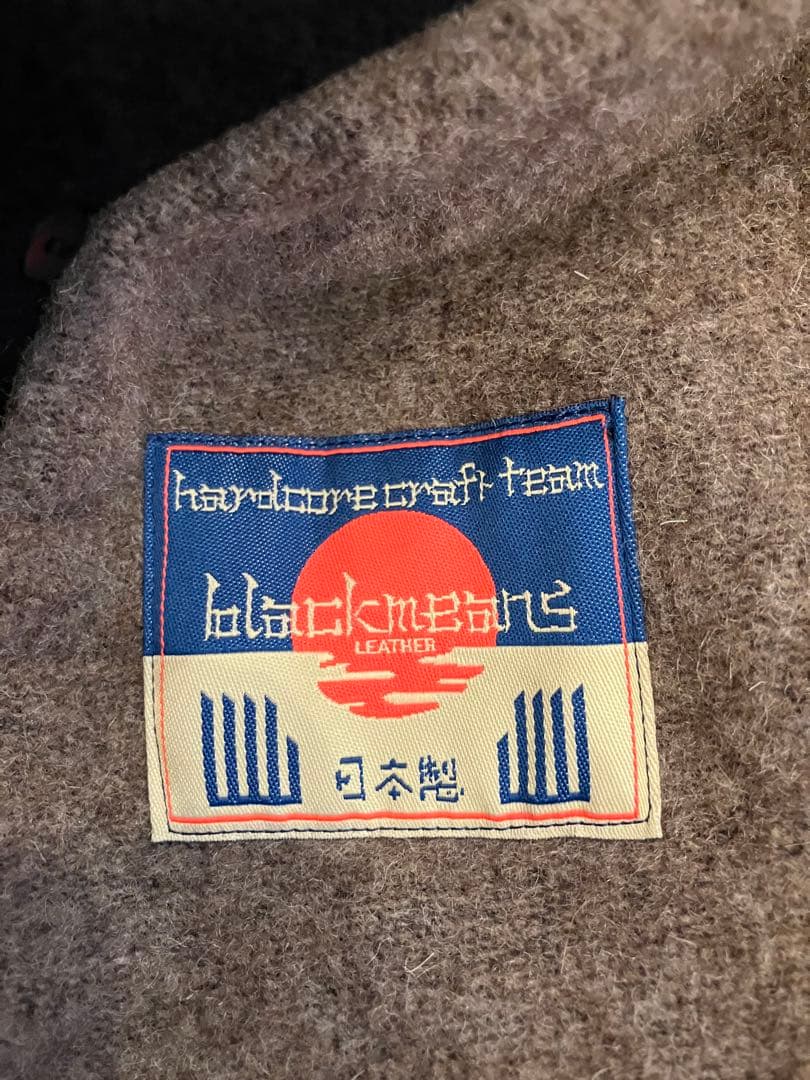 hardcore craft team
blackmeans
LEATHER
日本製